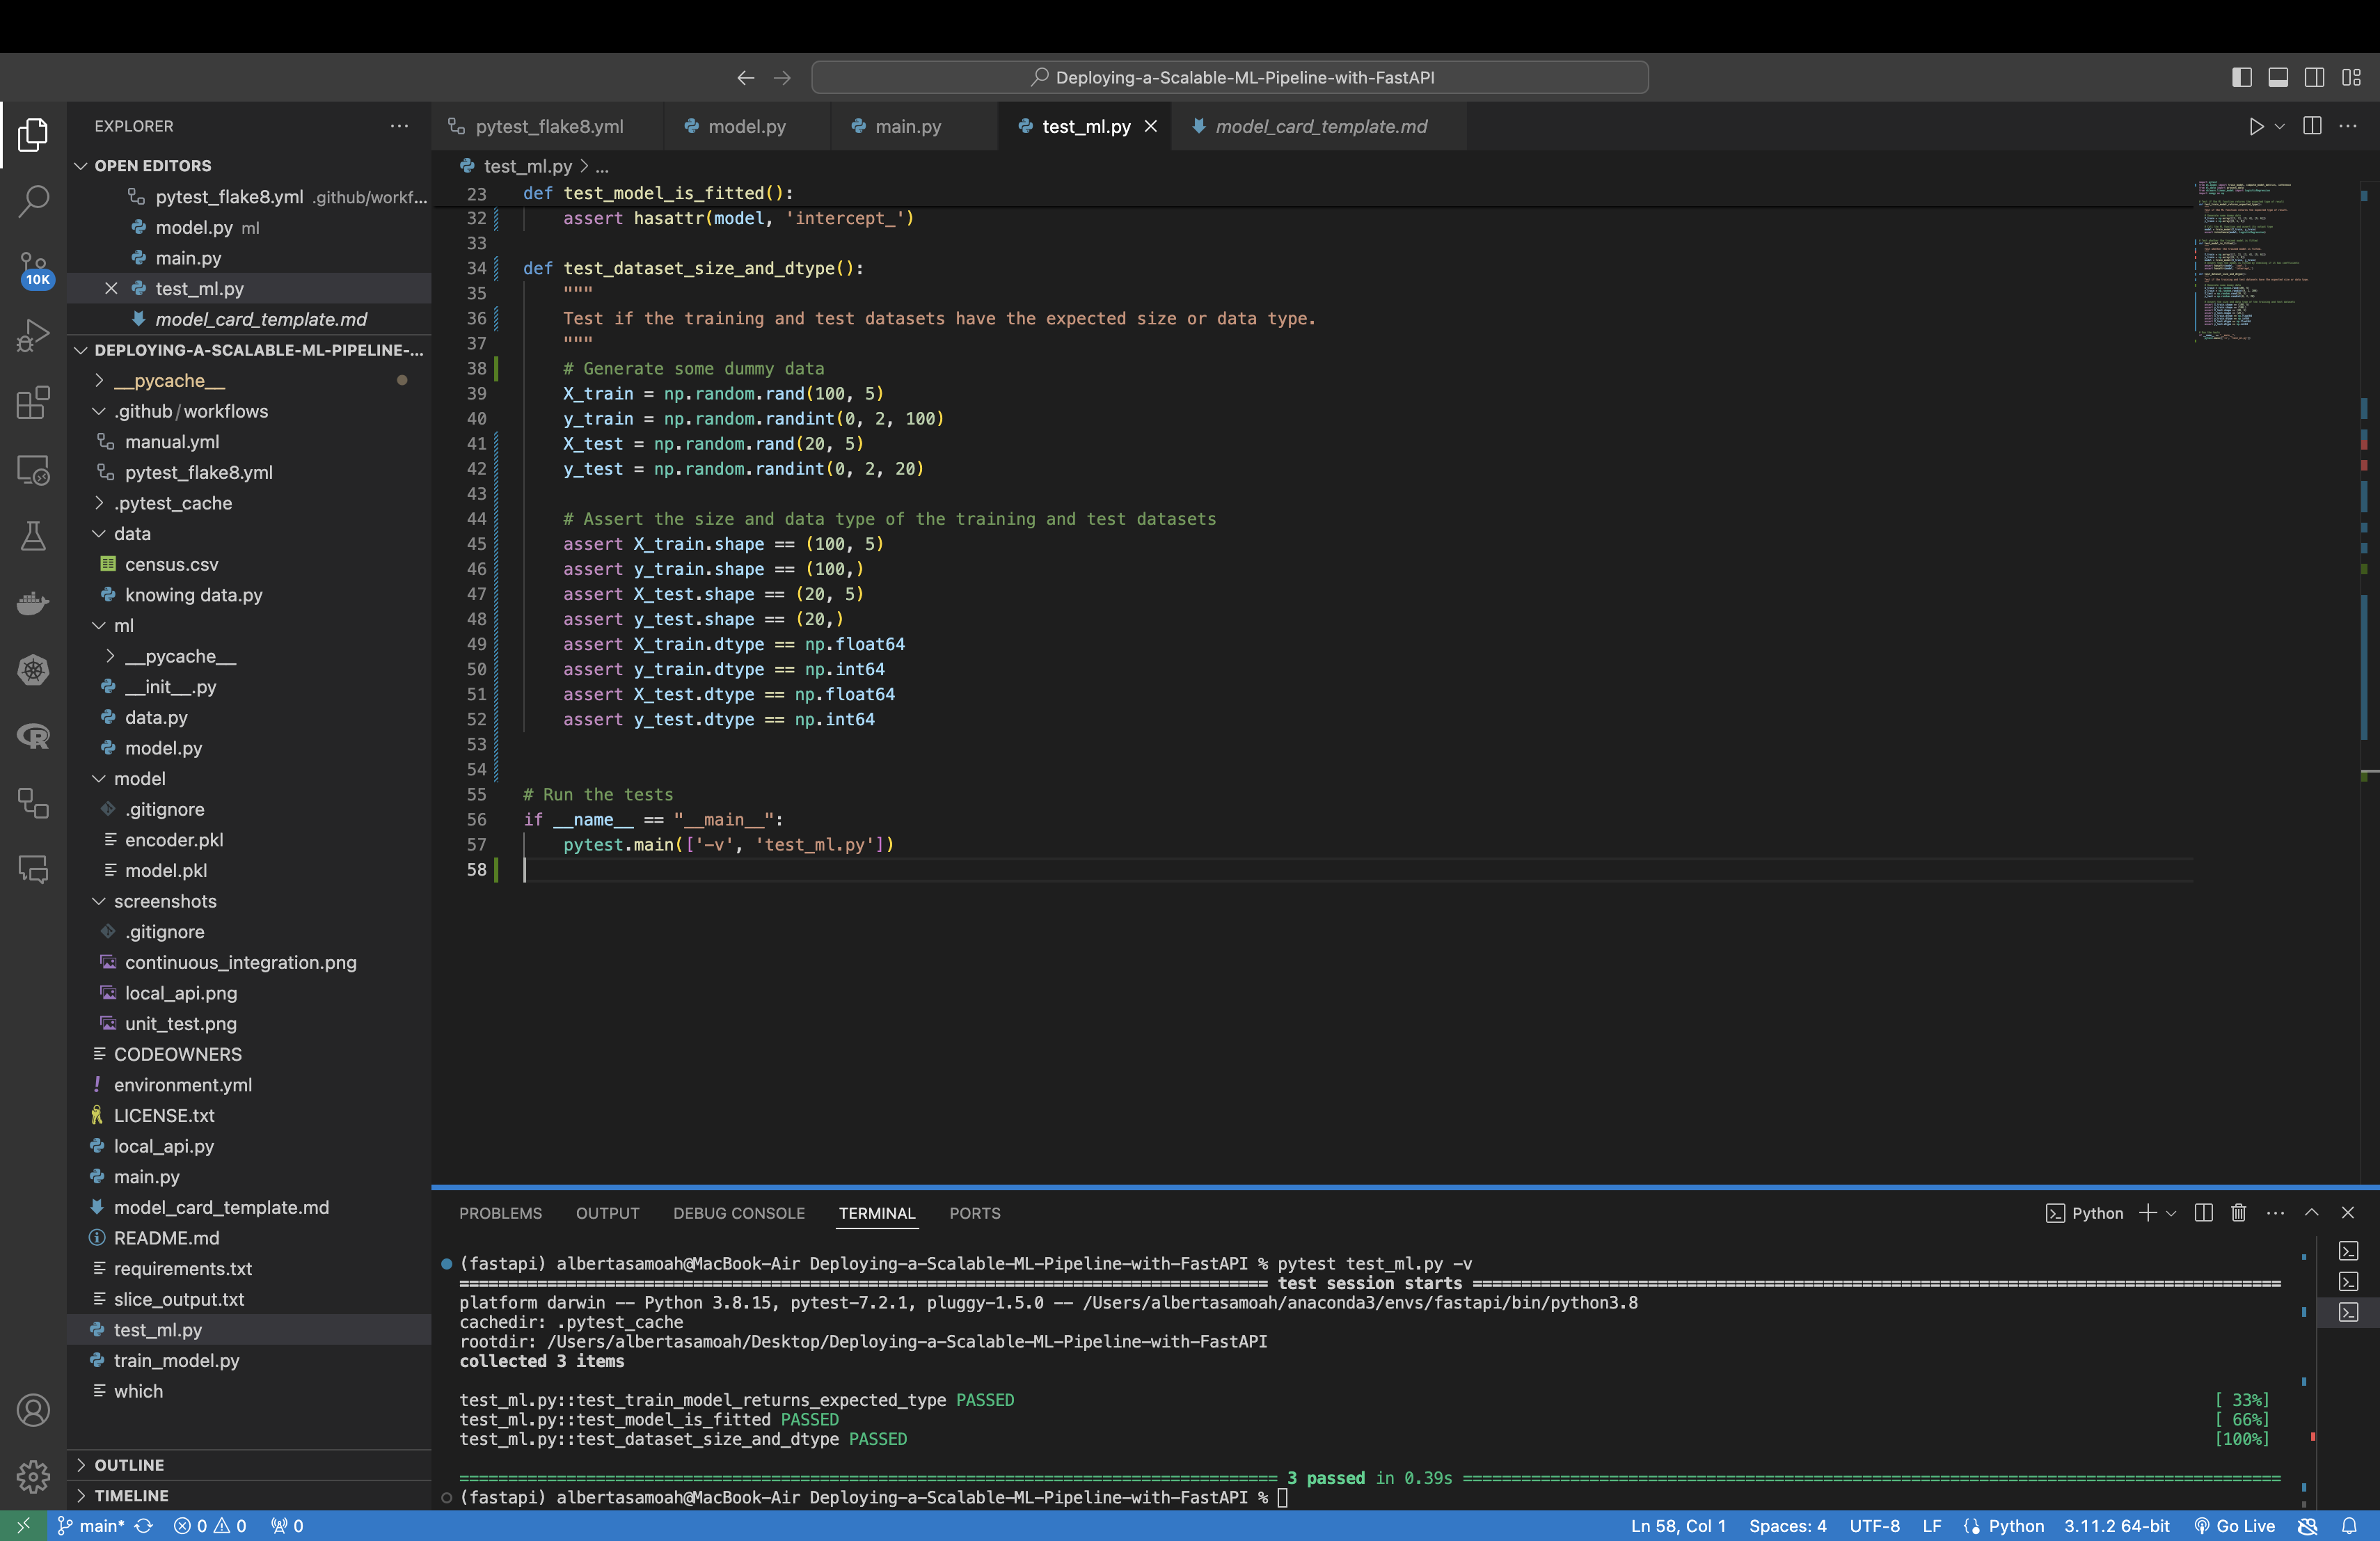 Deploying-a-Scalable-ML-Pipeline-with-FastAPI
EXPLORER
OPEN EDITORS
pytest_flake8.yml .github/workf...
model.py ml
main.py
test_ml.py
model_card_template.md
DEPLOYING-A-SCALABLE-ML-PIPELINE-...
__pycache__
.github/workflows
manual.yml
pytest_flake8.yml
.pytest_cache
data
census.csv
knowing data.py
ml
__pycache__
__init__.py
data.py
model.py
model
.gitignore
encoder.pkl
model.pkl
screenshots
.gitignore
continuous_integration.png
local_api.png
unit_test.png
CODEOWNERS
environment.yml
LICENSE.txt
local_api.py
main.py
model_card_template.md
README.md
requirements.txt
slice_output.txt
test_ml.py
train_model.py
which
OUTLINE
TIMELINE
10K
pytest_flake8.yml model.py main.py test_ml.py model_card_template.md
test_ml.py > ...
23 def test_model_is_fitted():
32 assert hasattr(model, 'intercept_')
33
34 def test_dataset_size_and_dtype():
35 """
36 Test if the training and test datasets have the expected size or data type.
37 """
38 # Generate some dummy data
39 X_train = np.random.rand(100, 5)
40 y_train = np.random.randint(0, 2, 100)
41 X_test = np.random.rand(20, 5)
42 y_test = np.random.randint(0, 2, 20)
43
44 # Assert the size and data type of the training and test datasets
45 assert X_train.shape == (100, 5)
46 assert y_train.shape == (100,)
47 assert X_test.shape == (20, 5)
48 assert y_test.shape == (20,)
49 assert X_train.dtype == np.float64
50 assert y_train.dtype == np.int64
51 assert X_test.dtype == np.float64
52 assert y_test.dtype == np.int64
53
54
55 # Run the tests
56 if __name__ == "__main__":
57 pytest.main(['-v', 'test_ml.py'])
58
PROBLEMS OUTPUT DEBUG CONSOLE TERMINAL PORTS
Python
(fastapi) albertasamoah@MacBook-Air Deploying-a-Scalable-ML-Pipeline-with-FastAPI % pytest test_ml.py -v
test session starts
platform darwin -- Python 3.8.15, pytest-7.2.1, pluggy-1.5.0 -- /Users/albertasamoah/anaconda3/envs/fastapi/bin/python3.8
cachedir: .pytest_cache
rootdir: /Users/albertasamoah/Desktop/Deploying-a-Scalable-ML-Pipeline-with-FastAPI
collected 3 items
test_ml.py::test_train_model_returns_expected_type PASSED [ 33%]
test_ml.py::test_model_is_fitted PASSED [ 66%]
test_ml.py::test_dataset_size_and_dtype PASSED [100%]
3 passed in 0.39s
(fastapi) albertasamoah@MacBook-Air Deploying-a-Scalable-ML-Pipeline-with-FastAPI %
main* 0 0 0 Ln 58, Col 1 Spaces: 4 UTF-8 LF Python 3.11.2 64-bit Go Live